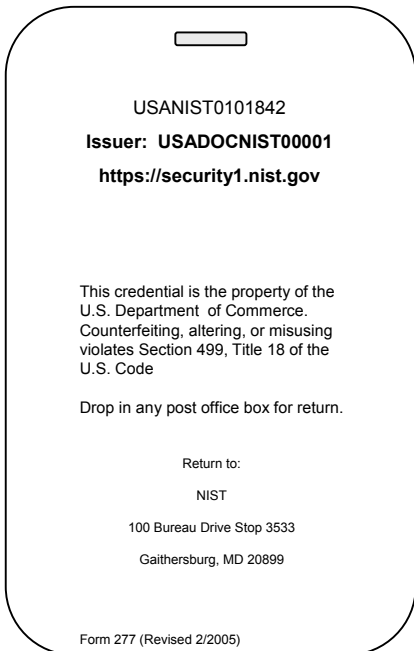 USANIST0101842
Issuer: USADOCNIST00001
https://security1.nist.gov
This credential is the property of the
U.S. Department of Commerce.
Counterfeiting, altering, or misusing
violates Section 499, Title 18 of the
U.S. Code
Drop in any post office box for return.
Return to:
NIST
100 Bureau Drive Stop 3533
Gaithersburg, MD 20899
Form 277 (Revised 2/2005)